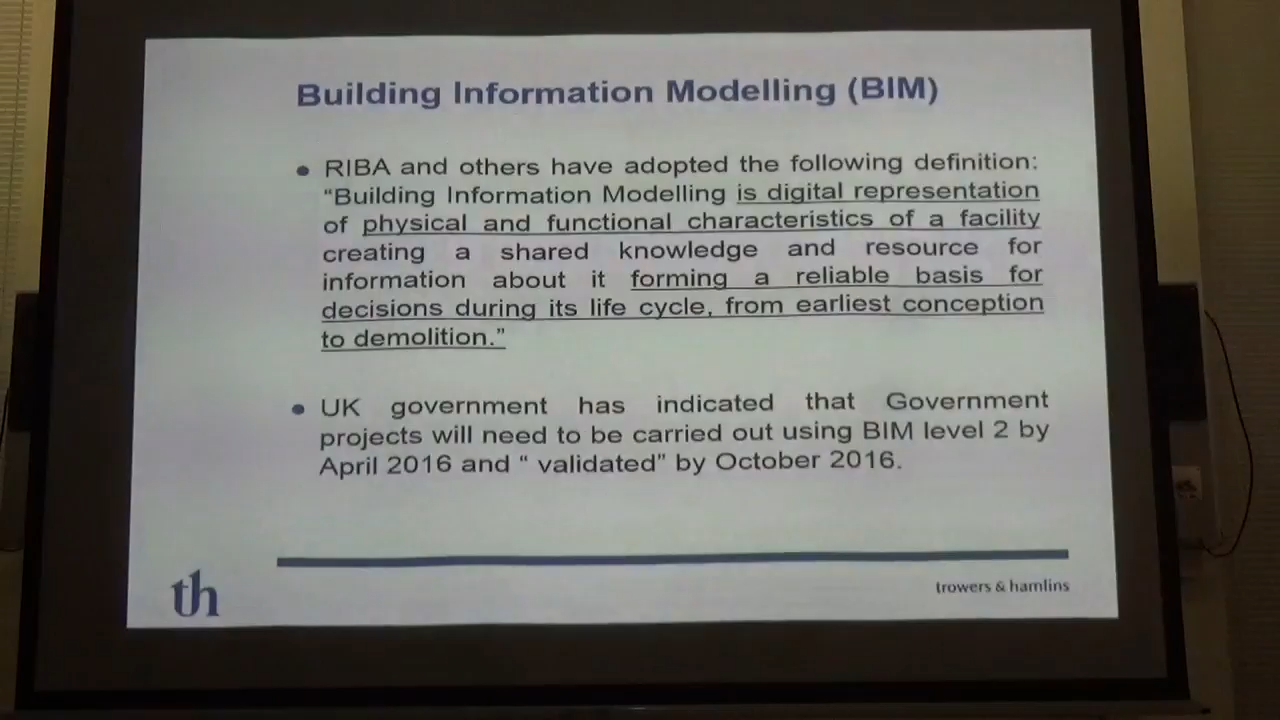 Building Information Modelling (BIM)
• RIBA and others have adopted the following definition:
“Building Information Modelling is digital representation
of physical and functional characteristics of a facility
creating a shared knowledge and resource for
information about it forming a reliable basis for
decisions during its life cycle, from earliest conception
to demolition.”
• UK government has indicated that Government
projects will need to be carried out using BIM level 2 by
April 2016 and “ validated” by October 2016.
th
trowers & hamlins